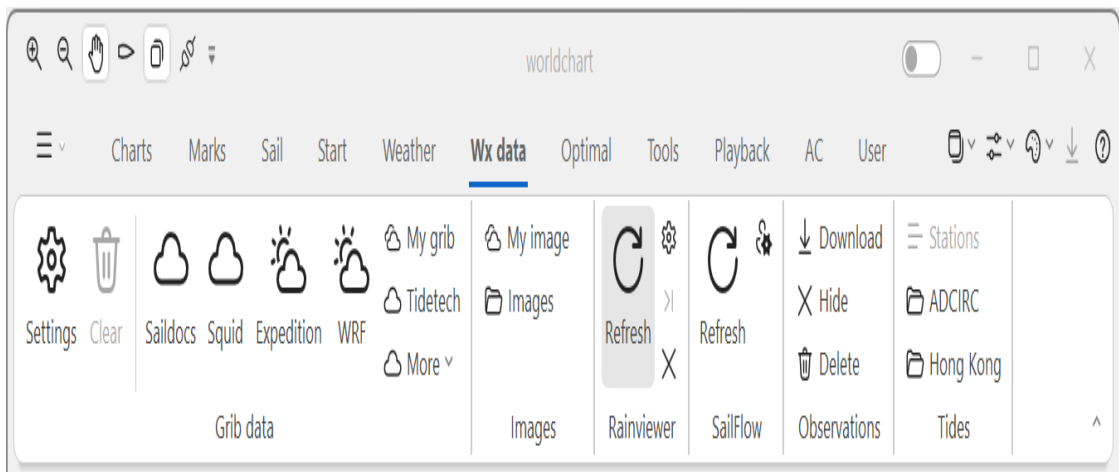 worldchart
Charts Marks Sail Start Weather Wx data Optimal Tools Playback AC User
Settings Clear Saildocs Squid Expedition WRF
My grib
Tidetech
More
Grib data
My image
Images
Images
Refresh
Rainviewer
Refresh
SailFlow
Download
Hide
Delete
Observations
Stations
ADCIRC
Hong Kong
Tides